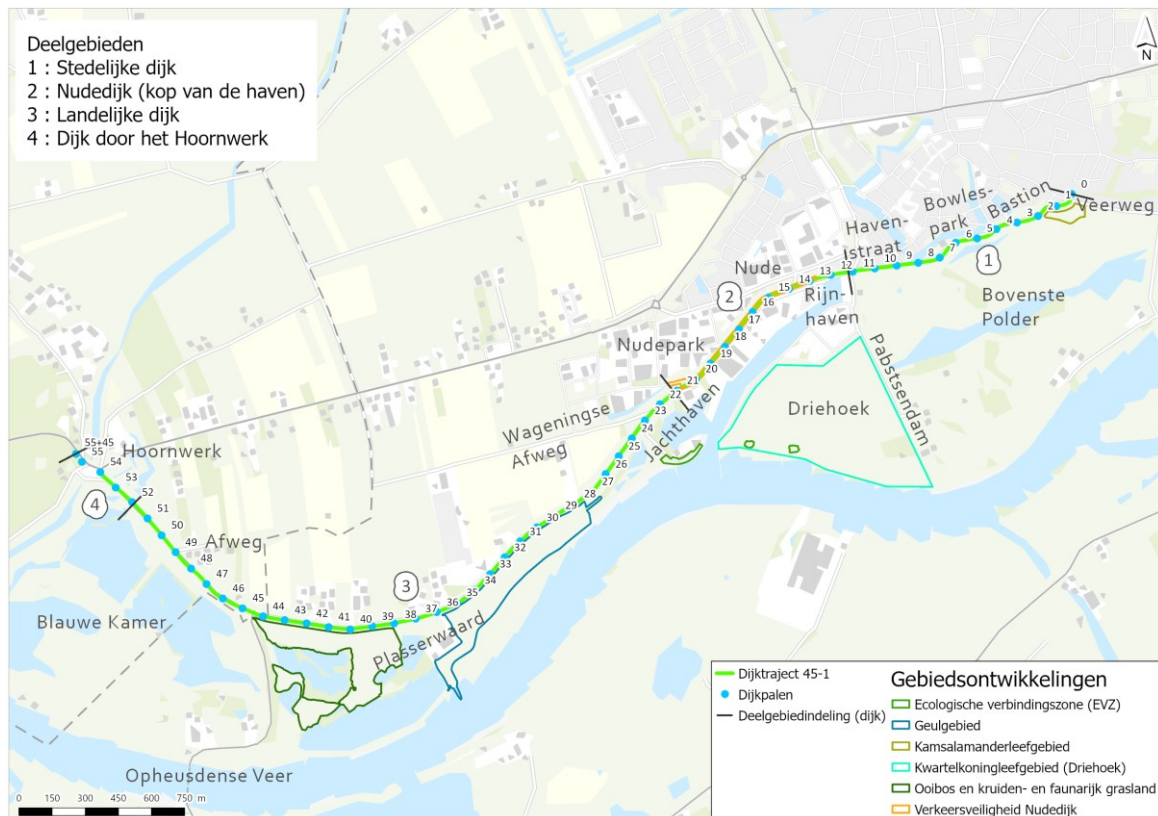 Deelgebieden
1 : Stedelijke dijk
2 : Nudedijk (kop van de haven)
3 : Landelijke dijk
4 : Dijk door het Hoornwerk
N
0
1
Veerweg
2
3
Bastion
4
5
Bowles-
park
6
7
1
8
9
10
11
Haven-
straat
12
13
Rijn-
haven
14
15
Nude
16
2
17
18
19
20
21
22
Nudepark
Bovenste
Polder
Pabstsendam
Driehoek
Jachthaven
Wageningse
Afweg
23
24
25
26
27
28
29
30
31
32
33
34
35
36
37
3
38
39
40
41
42
43
44
45
46
47
48
49
Afweg
50
51
52
53
54
55
55+45
Hoornwerk
4
Plasserwaard
Blauwe Kamer
Opheusdense Veer
0 150 300 450 600 750 m
Dijktraject 45-1
Dijkpalen
Deelgebiedindeling (dijk)
Gebiedsontwikkelingen
Ecologische verbindingszone (EVZ)
Geulgebied
Kamsalamanderleefgebied
Kwartelkoningleefgebied (Driehoek)
Ooibos en kruiden- en faunarijk grasland
Verkeersveiligheid Nudedijk